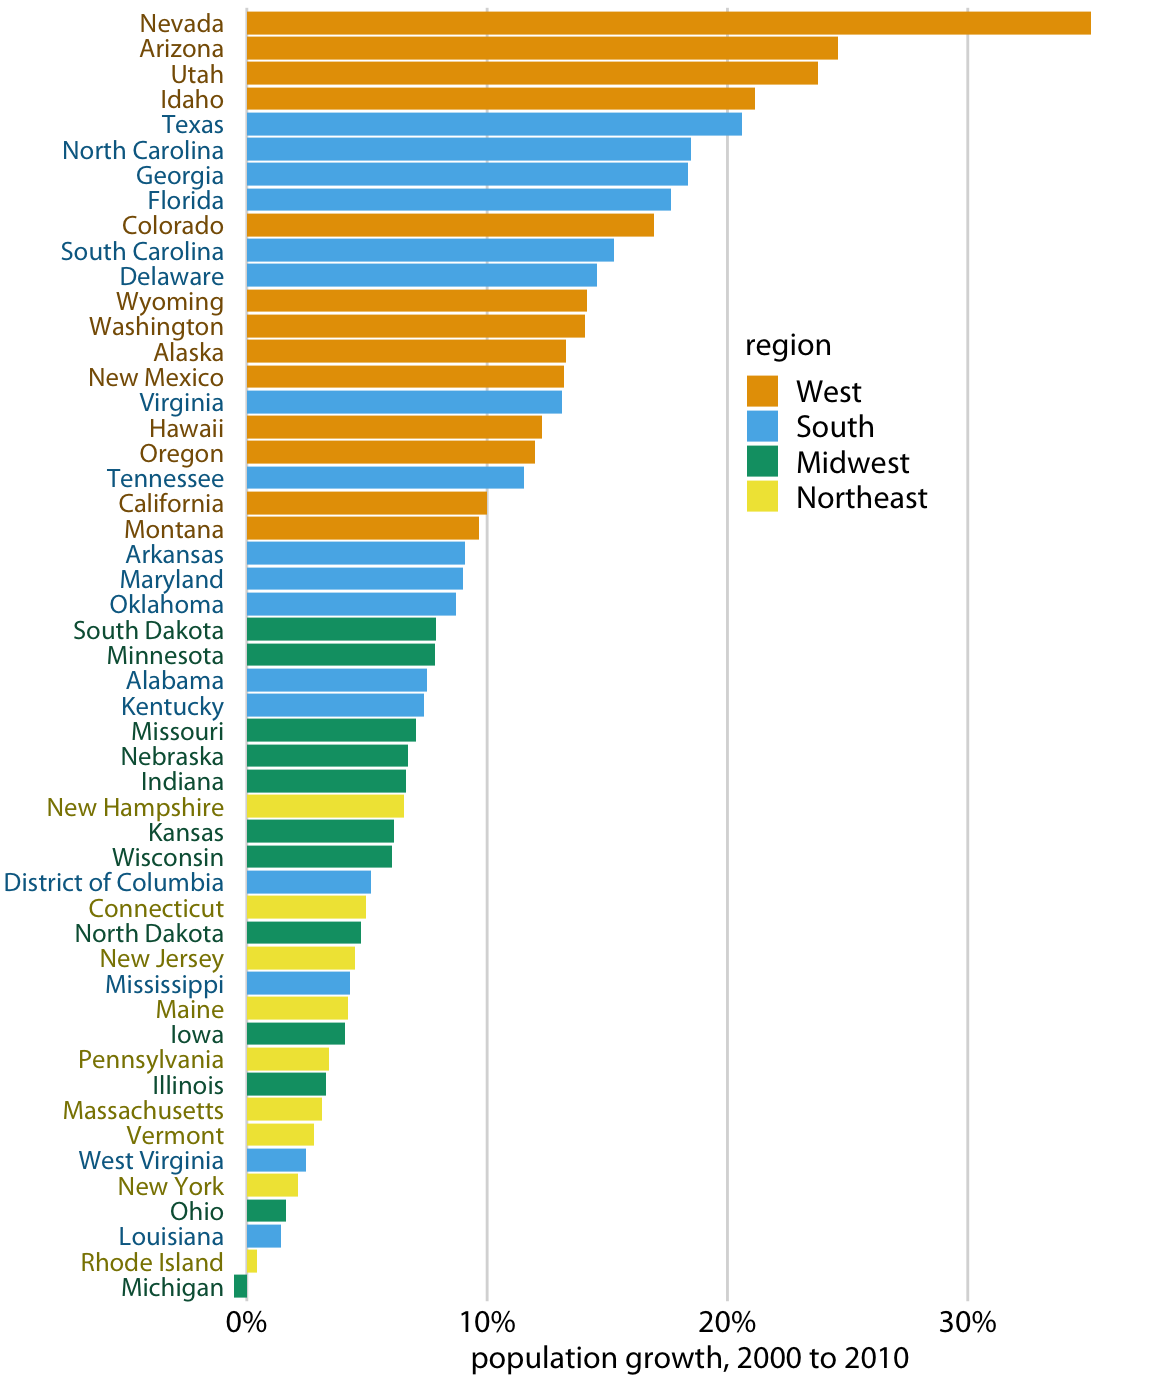 Nevada
Arizona
Utah
Idaho
Texas
North Carolina
Georgia
Florida
Colorado
South Carolina
Delaware
Wyoming
Washington
Alaska
New Mexico
Virginia
Hawaii
Oregon
Tennessee
California
Montana
Arkansas
Maryland
Oklahoma
South Dakota
Minnesota
Alabama
Kentucky
Missouri
Nebraska
Indiana
New Hampshire
Kansas
Wisconsin
District of Columbia
Connecticut
North Dakota
New Jersey
Mississippi
Maine
Iowa
Pennsylvania
Illinois
Massachusetts
Vermont
West Virginia
New York
Ohio
Louisiana
Rhode Island
Michigan
region
West
South
Midwest
Northeast
0% 10% 20% 30%
population growth, 2000 to 2010